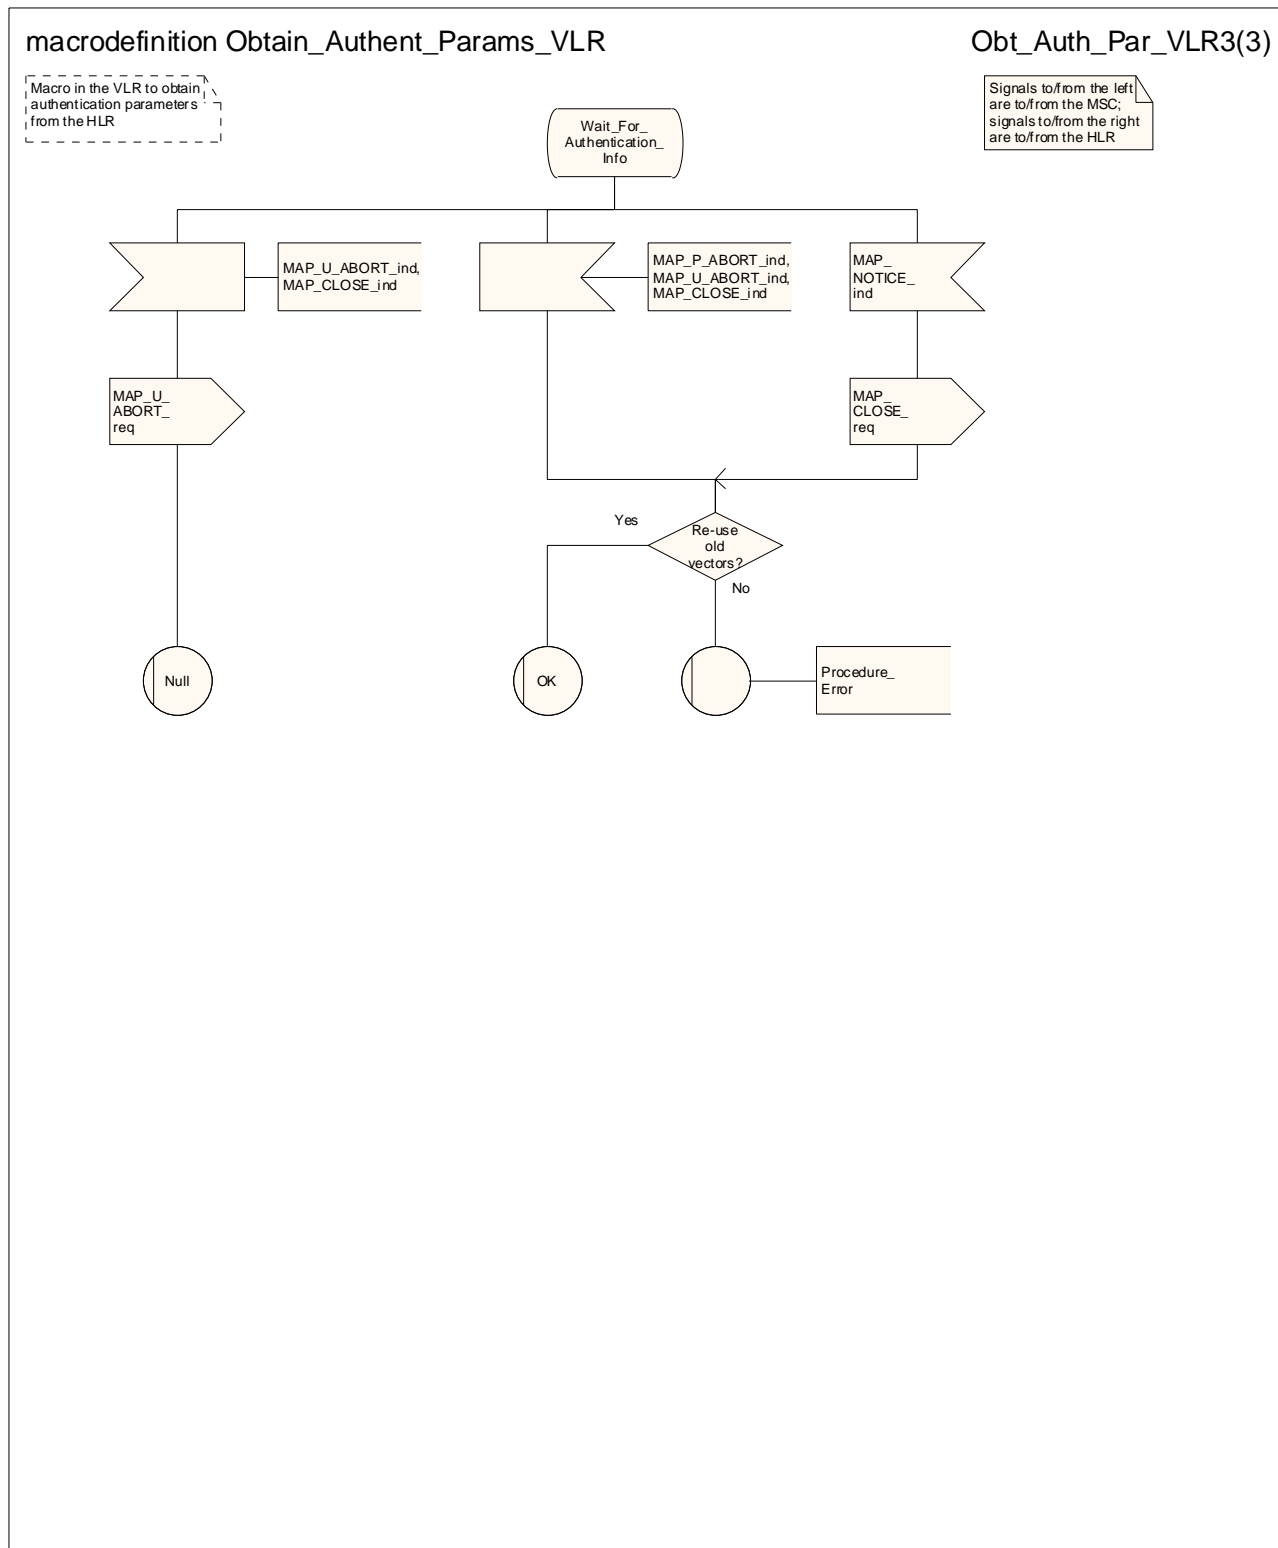 macrodefinition Obtain_Authent_Params_VLR
Obt_Auth_Par_VLR3(3)
Macro in the VLR to obtain
authentication parameters
from the HLR
Signals to/from the left
are to/from the MSC;
signals to/from the right
are to/from the HLR
Wait_For_
Authentication_
Info
MAP_U_ABORT_ind,
MAP_CLOSE_ind
MAP_P_ABORT_ind,
MAP_U_ABORT_ind,
MAP_CLOSE_ind
MAP_
NOTICE_
ind
MAP_U_
ABORT_
req
MAP_
CLOSE_
req
Yes
Re-use
old
vectors?
No
Null
OK
Procedure_
Error